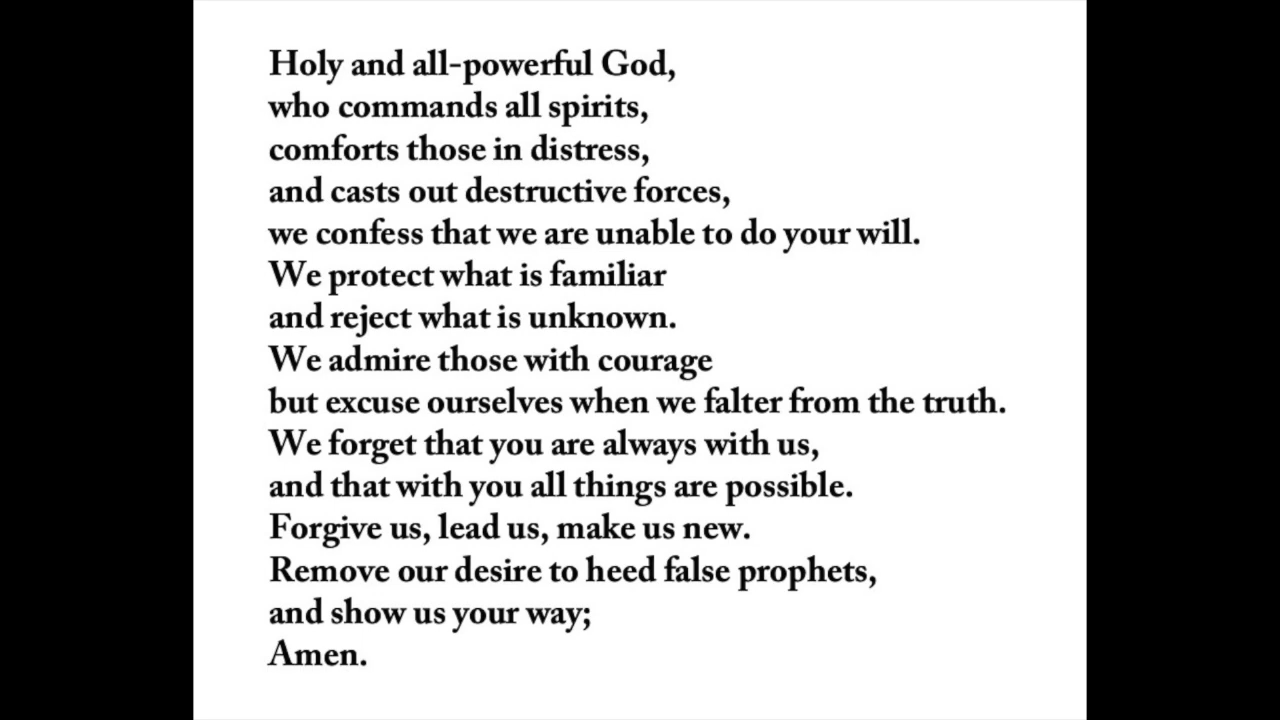 Holy and all-powerful God,
who commands all spirits,
comforts those in distress,
and casts out destructive forces,
we confess that we are unable to do your will.
We protect what is familiar
and reject what is unknown.
We admire those with courage
but excuse ourselves when we falter from the truth.
We forget that you are always with us,
and that with you all things are possible.
Forgive us, lead us, make us new.
Remove our desire to heed false prophets,
and show us your way;
Amen.